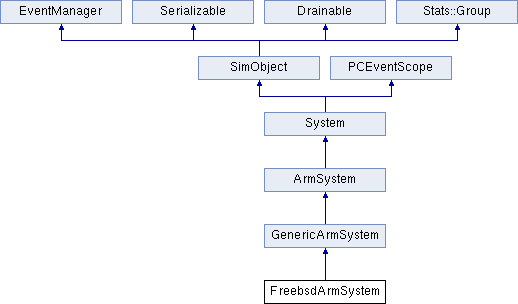 EventManager Serializable Drainable Stats::Group
SimObject PCEventScope
System
ArmSystem
GenericArmSystem
FreebsdArmSystem